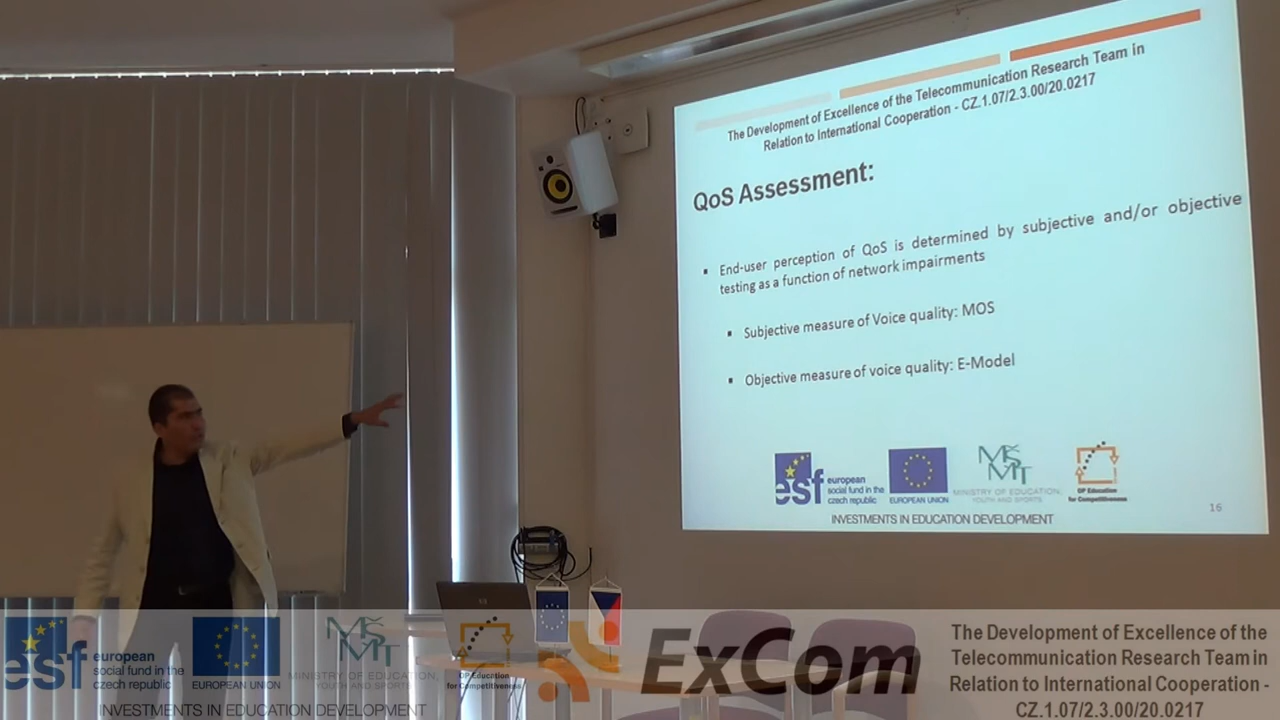 The Development of Excellence of the Telecommunication Research Team in
Relation to International Cooperation - CZ.1.07/2.3.00/20.0217
QoS Assessment:
▪ End-user perception of QoS is determined by subjective and/or objective
testing as a function of network impairments
▪ Subjective measure of Voice quality: MOS
▪ Objective measure of voice quality: E-Model
esf
european
social fund in the
czech republic
EUROPEAN UNION
MŠMT
MINISTRY OF EDUCATION,
YOUTH AND SPORTS
OP Education
for Competitiveness
INVESTMENTS IN EDUCATION DEVELOPMENT
16
hp
esf
european
social fund in the
czech republic
EUROPEAN UNION
MŠMT
MINISTRY OF EDUCATION,
YOUTH AND SPORTS
OP Education
for Competitiveness
INVESTMENTS IN EDUCATION DEVELOPMENT
ExCom
The Development of Excellence of the
Telecommunication Research Team in
Relation to International Cooperation -
CZ.1.07/2.3.00/20.0217